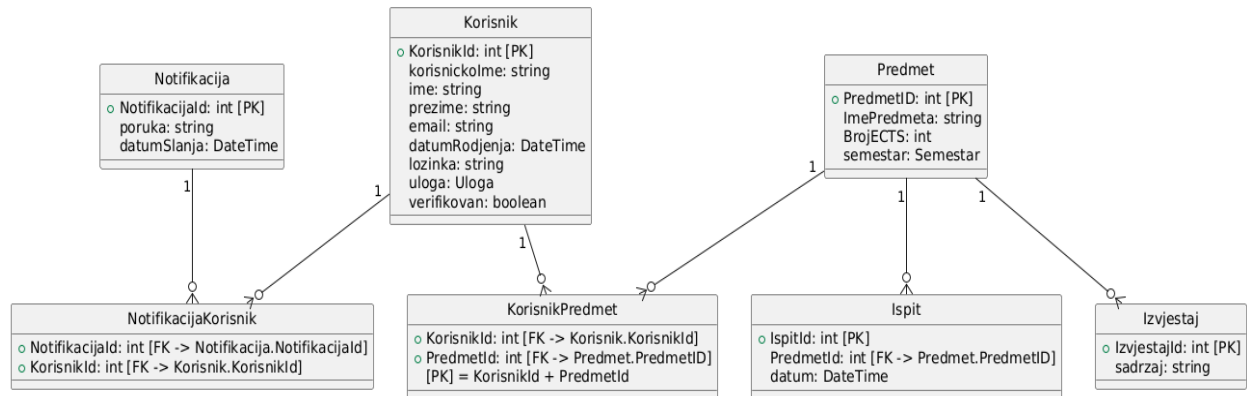 Notifikacija
NotifikacijaId: int [PK]
poruka: string
datumSlanja: DateTime
Korisnik
KorisnikId: int [PK]
korisnickoIme: string
ime: string
prezime: string
email: string
datumRodjenja: DateTime
lozinka: string
uloga: Uloga
verifikovan: boolean
Predmet
PredmetID: int [PK]
ImePredmeta: string
BrojECTS: int
semestar: Semestar
1
1
1
1
1
1
NotifikacijaKorisnik
NotifikacijaId: int [FK -> Notifikacija.NotifikacijaId]
KorisnikId: int [FK -> Korisnik.KorisnikId]
KorisnikPredmet
KorisnikId: int [FK -> Korisnik.KorisnikId]
PredmetId: int [FK -> Predmet.PredmetID]
[PK] = KorisnikId + PredmetId
Ispit
IspitId: int [PK]
PredmetId: int [FK -> Predmet.PredmetID]
datum: DateTime
Izvjestaj
IzvjestajId: int [PK]
sadrzaj: string